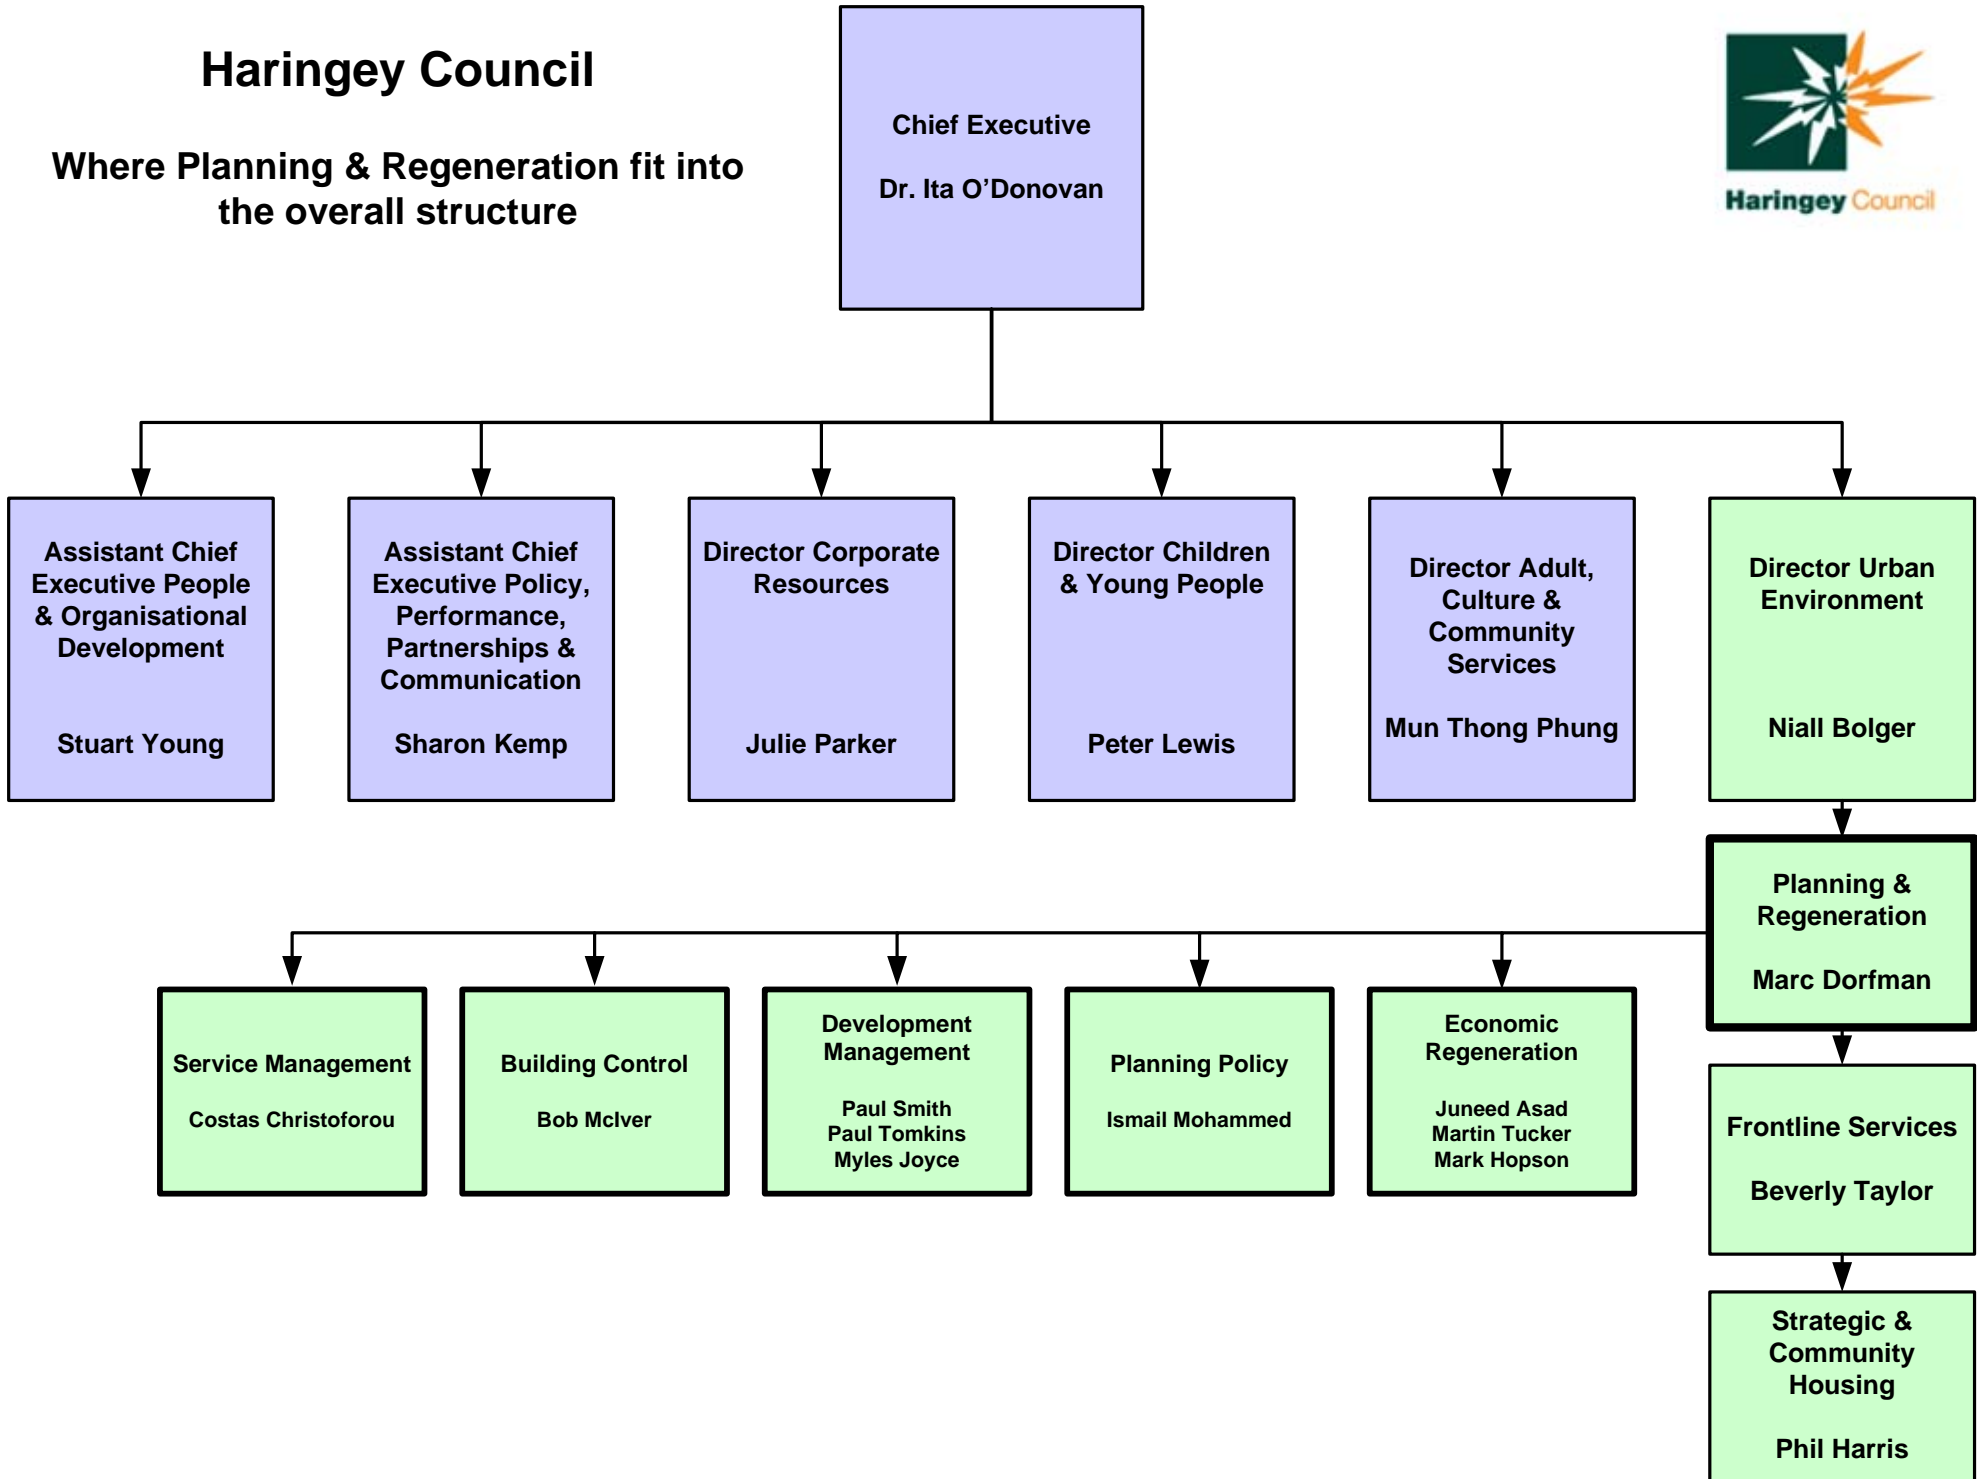 Haringey Council
Where Planning & Regeneration fit into
the overall structure
Chief Executive
Dr. Ita O’Donovan
Haringey Council
Assistant Chief
Executive People
& Organisational
Development
Stuart Young
Assistant Chief
Executive Policy,
Performance,
Partnerships &
Communication
Sharon Kemp
Director Corporate
Resources
Julie Parker
Director Children
& Young People
Peter Lewis
Director Adult,
Culture &
Community
Services
Mun Thong Phung
Director Urban
Environment
Niall Bolger
Planning &
Regeneration
Marc Dorfman
Service Management
Costas Christoforou
Building Control
Bob McIver
Development
Management
Paul Smith
Paul Tomkins
Myles Joyce
Planning Policy
Ismail Mohammed
Economic
Regeneration
Juneed Asad
Martin Tucker
Mark Hopson
Frontline Services
Beverly Taylor
Strategic &
Community
Housing
Phil Harris